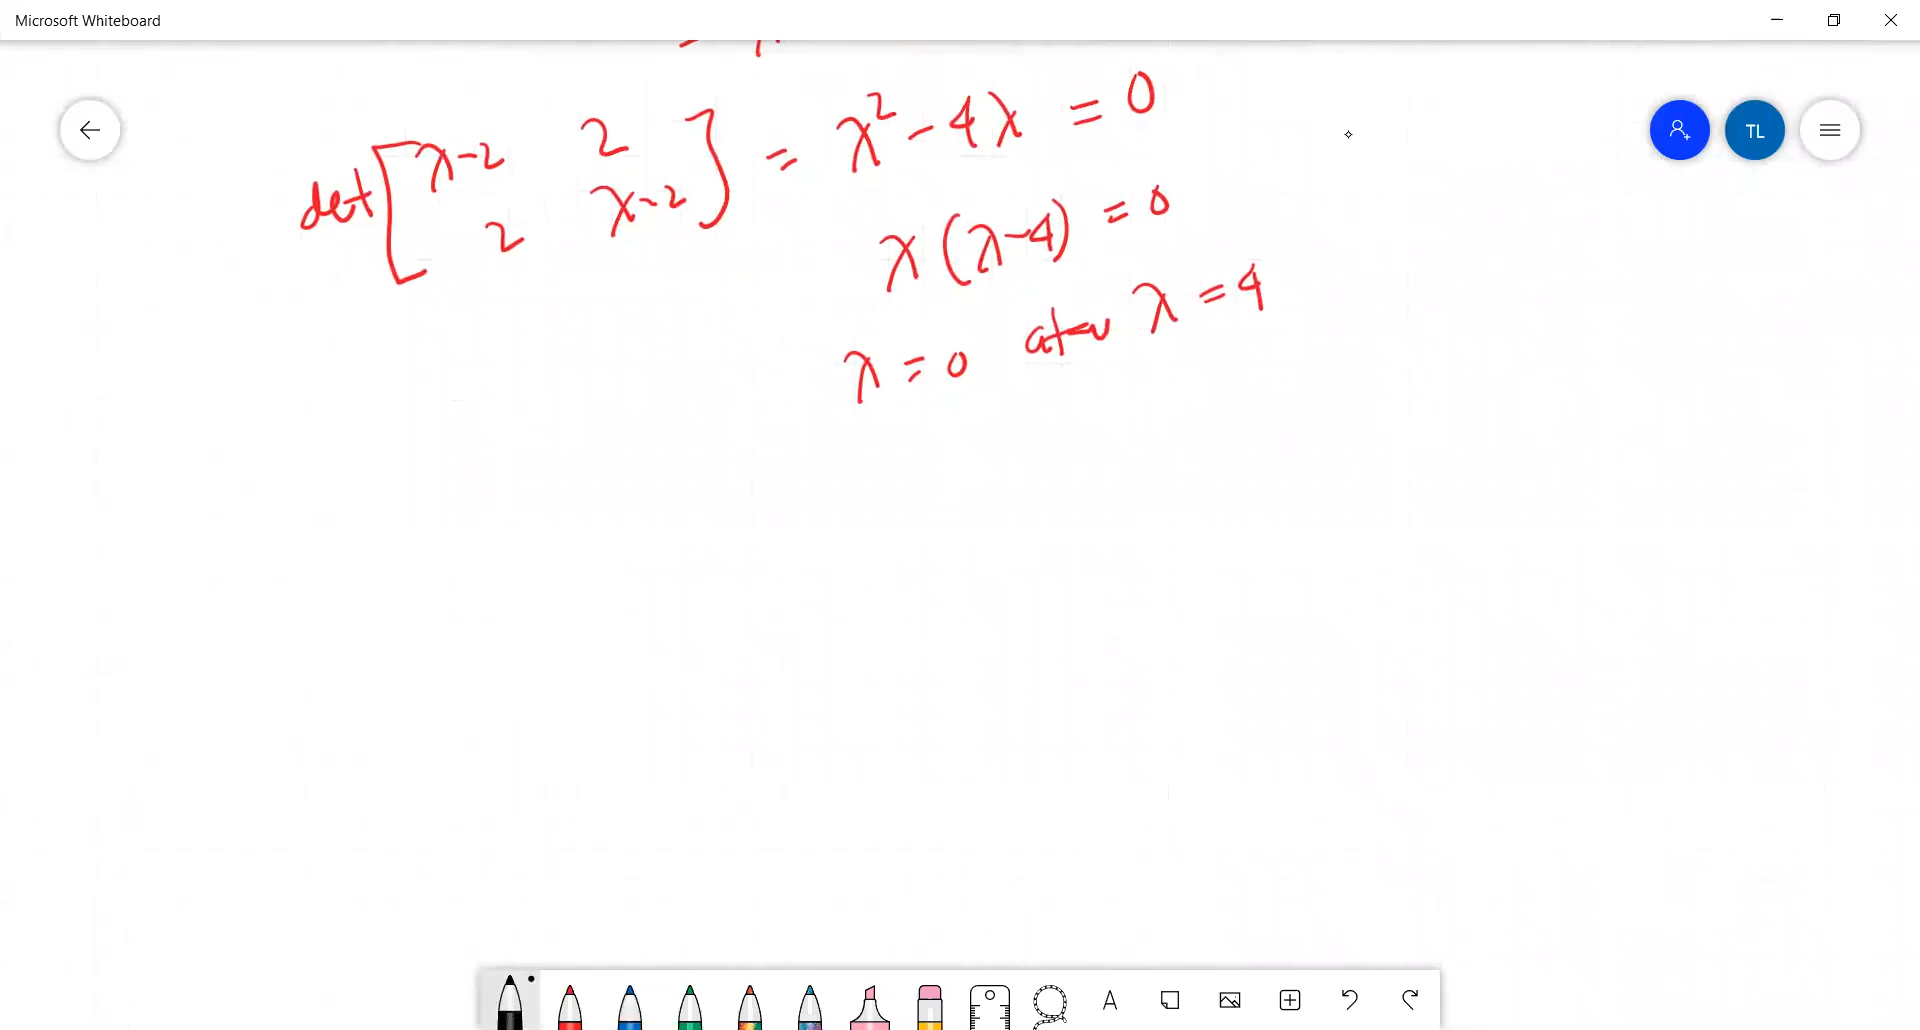 Microsoft Whiteboard
det [ λ-2 2 ] = λ² - 4λ = 0
2 λ-2
λ (λ-4) = 0
λ = 0 atau λ = 4
TL
A